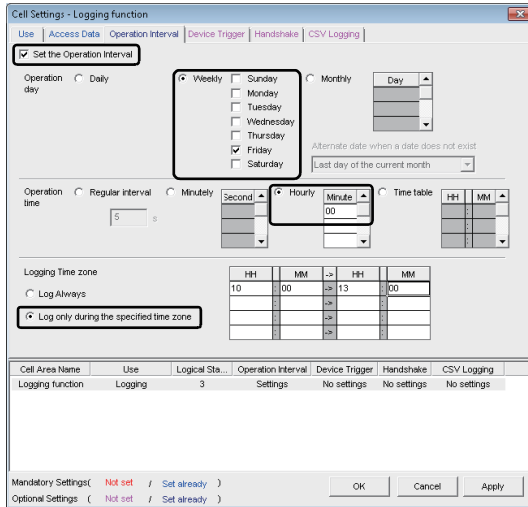 Cell Settings - Logging function
Use Access Data Operation Interval Device Trigger Handshake CSV Logging
Set the Operation Interval
Operation day Daily Weekly Sunday Monthly Day
Monday
Tuesday
Wednesday
Thursday
Friday
Saturday
Alternate date when a date does not exist
Last day of the current month
Operation time Regular interval Minutely Second Hourly Minute Time table HH MM
5 s
00
: 
:
:
Logging Time zone
HH MM -> HH MM
Log Always
10 : 00 -> 13 : 00
: -> :
: -> :
: -> :
Log only during the specified time zone
Cell Area Name Use Logical Sta... Operation Interval Device Trigger Handshake CSV Logging
Logging function Logging 3 Settings No settings No settings No settings
Mandatory Settings( Not set / Set already )
Optional Settings ( Not set / Set already )
OK Cancel Apply